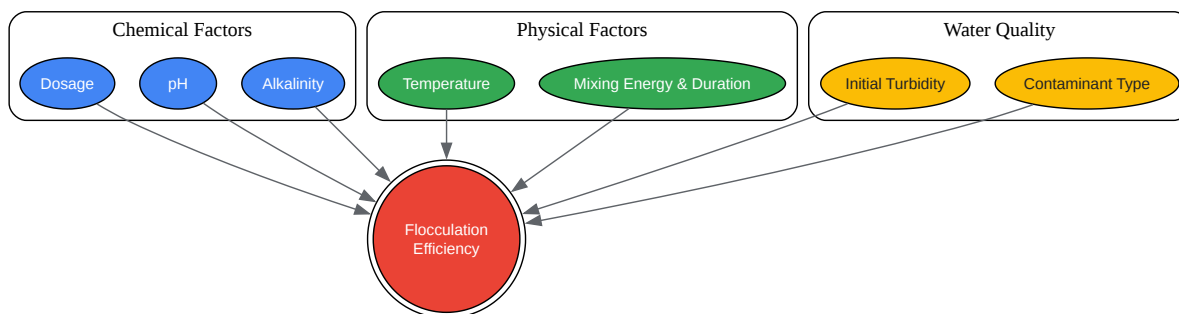 Chemical Factors
Physical Factors
Water Quality
Dosage
pH
Alkalinity
Temperature
Mixing Energy & Duration
Initial Turbidity
Contaminant Type
Flocculation
Efficiency